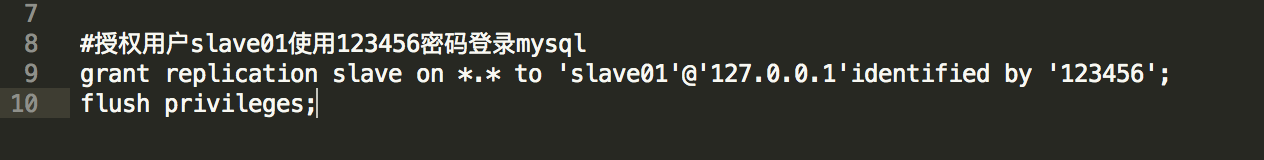 7
8 #授权用户slave01使用123456密码登录mysql
9 grant replication slave on *.* to 'slave01'@'127.0.0.1'identified by '123456';
10 flush privileges;